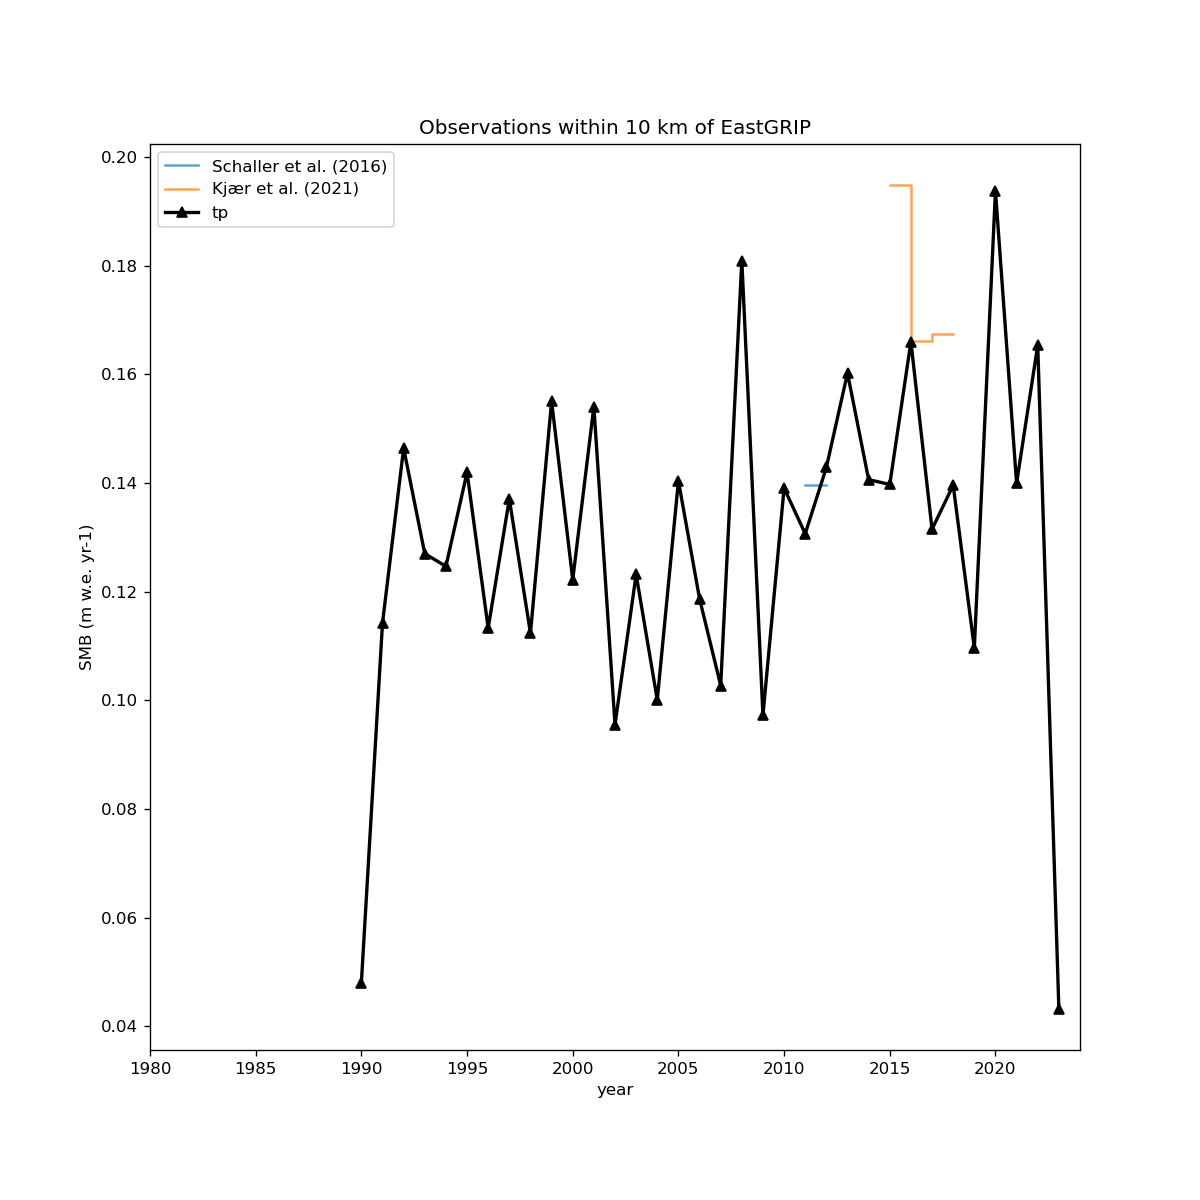 Observations within 10 km of EastGRIP
Schaller et al. (2016)
Kjær et al. (2021)
tp
0.20
0.18
0.16
0.14
0.12
0.10
0.08
0.06
0.04
SMB (m w.e. yr-1)
1980 1985 1990 1995 2000 2005 2010 2015 2020
year